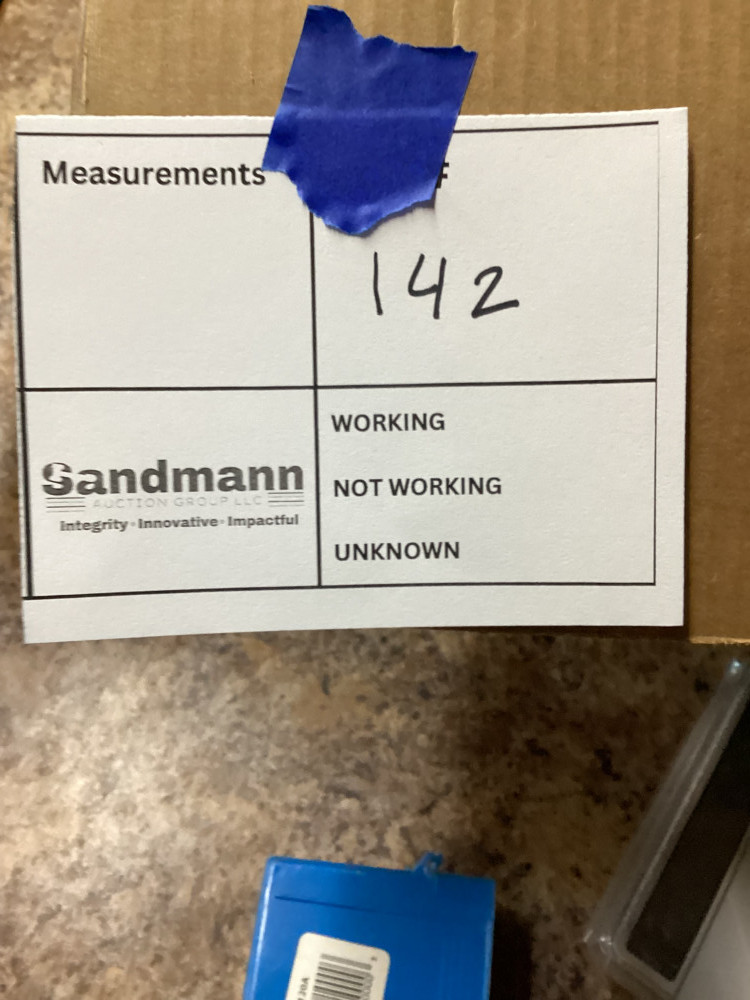 Measurements
142
WORKING
Sandmann
NOT WORKING
AUCTION GROUP LLC
Integrity · Innovative · Impactful
UNKNOWN